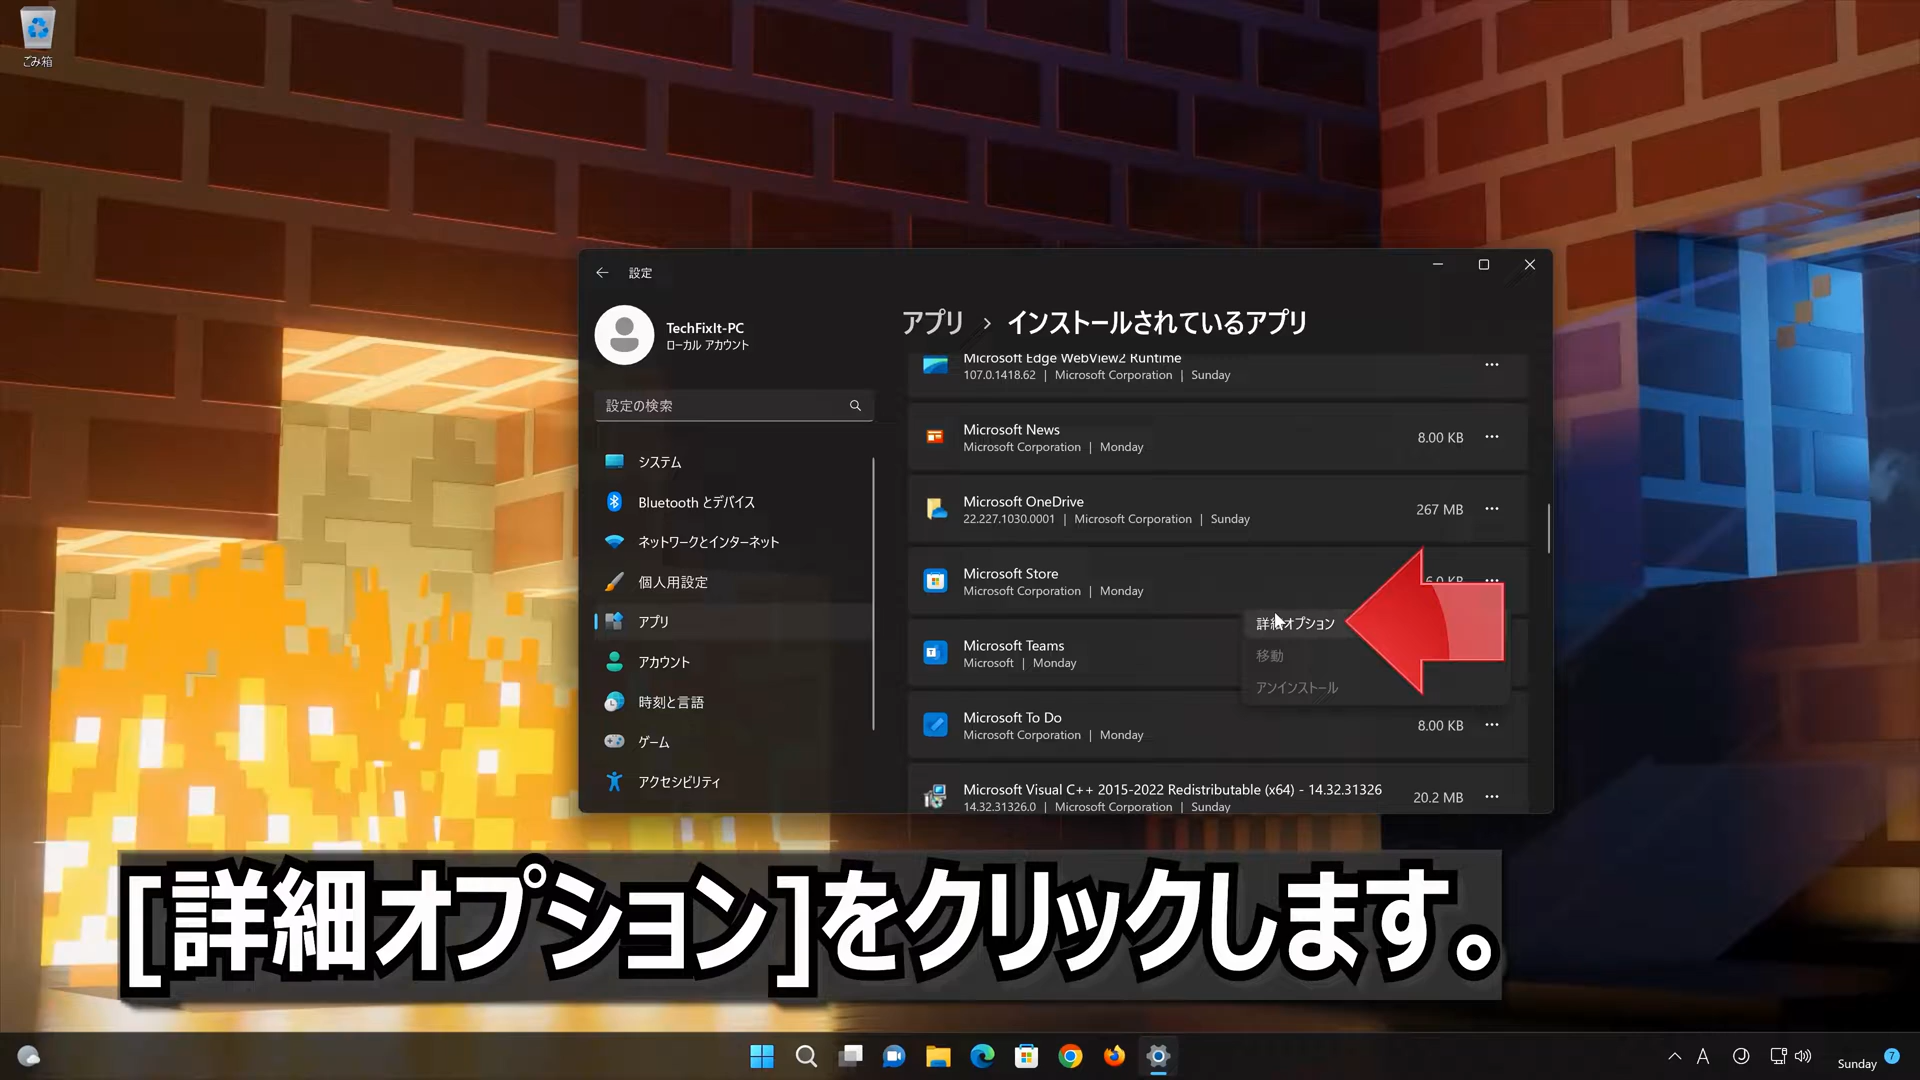 ごみ箱
設定
TechFixIt-PC
ローカル アカウント
設定の検索
システム
Bluetooth とデバイス
ネットワークとインターネット
個人用設定
アプリ
アカウント
時刻と言語
ゲーム
アクセシビリティ
アプリ › インストールされているアプリ
Microsoft Edge WebView2 Runtime
107.0.1418.62 | Microsoft Corporation | Sunday
Microsoft News
Microsoft Corporation | Monday
8.00 KB
Microsoft OneDrive
22.227.1030.0001 | Microsoft Corporation | Sunday
267 MB
Microsoft Store
Microsoft Corporation | Monday
詳細オプション
移動
アンインストール
Microsoft Teams
Microsoft | Monday
Microsoft To Do
Microsoft Corporation | Monday
8.00 KB
Microsoft Visual C++ 2015-2022 Redistributable (x64) - 14.32.31326
14.32.31326.0 | Microsoft Corporation | Sunday
20.2 MB
[詳細オプション]をクリックします。
A
Sunday
7